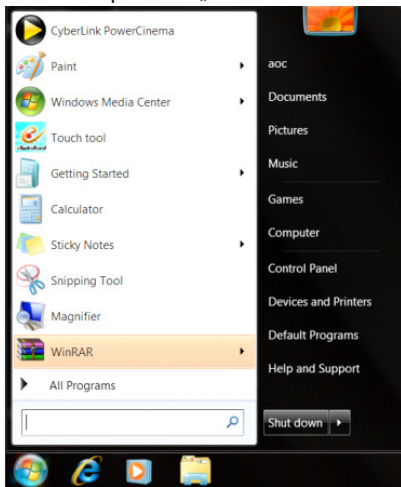 CyberLink PowerCinema
Paint
Windows Media Center
Touch tool
Getting Started
Calculator
Sticky Notes
Snipping Tool
Magnifier
WinRAR
All Programs
aoc
Documents
Pictures
Music
Games
Computer
Control Panel
Devices and Printers
Default Programs
Help and Support
Shut down